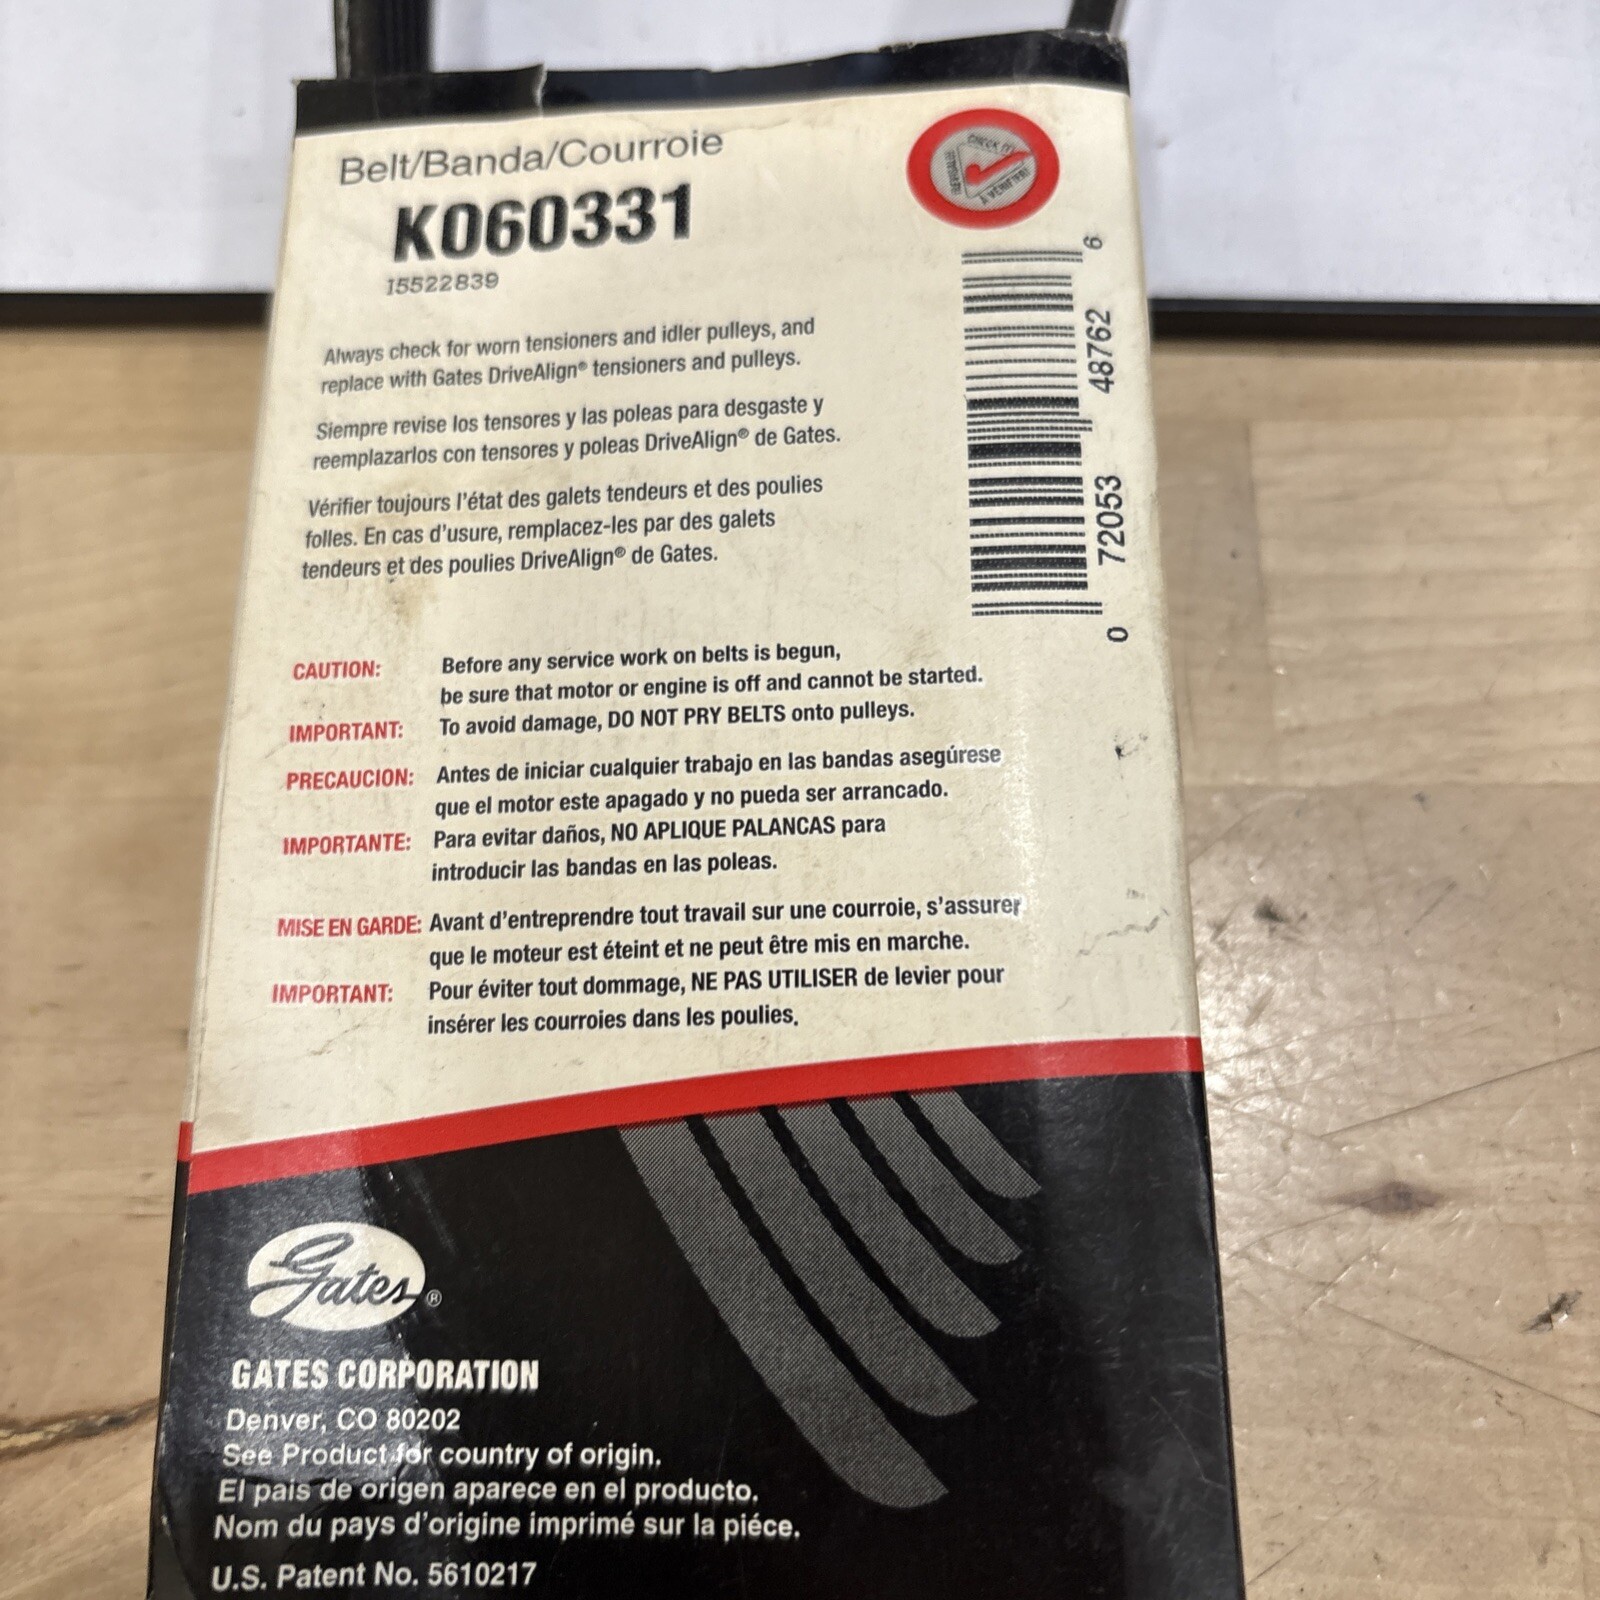 Belt/Banda/Courroie
K060331
15522839
CHECK IT!
¡REVÍSALO!
À VÉRIFIER!
Always check for worn tensioners and idler pulleys, and
replace with Gates DriveAlign® tensioners and pulleys.
Siempre revise los tensores y las poleas para desgaste y
reemplazarlos con tensores y poleas DriveAlign® de Gates.
Vérifier toujours l'état des galets tendeurs et des poulies
folles. En cas d'usure, remplacez-les par des galets
tendeurs et des poulies DriveAlign® de Gates.
0 72053 48762 6
CAUTION: Before any service work on belts is begun,
be sure that motor or engine is off and cannot be started.
IMPORTANT: To avoid damage, DO NOT PRY BELTS onto pulleys.
PRECAUCION: Antes de iniciar cualquier trabajo en las bandas asegúrese
que el motor este apagado y no pueda ser arrancado.
IMPORTANTE: Para evitar daños, NO APLIQUE PALANCAS para
introducir las bandas en las poleas.
MISE EN GARDE: Avant d'entreprendre tout travail sur une courroie, s'assurer
que le moteur est éteint et ne peut être mis en marche.
IMPORTANT: Pour éviter tout dommage, NE PAS UTILISER de levier pour
insérer les courroies dans les poulies.
Gates®
GATES CORPORATION
Denver, CO 80202
See Product for country of origin.
El pais de origen aparece en el producto.
Nom du pays d'origine imprimé sur la piéce.
U.S. Patent No. 5610217